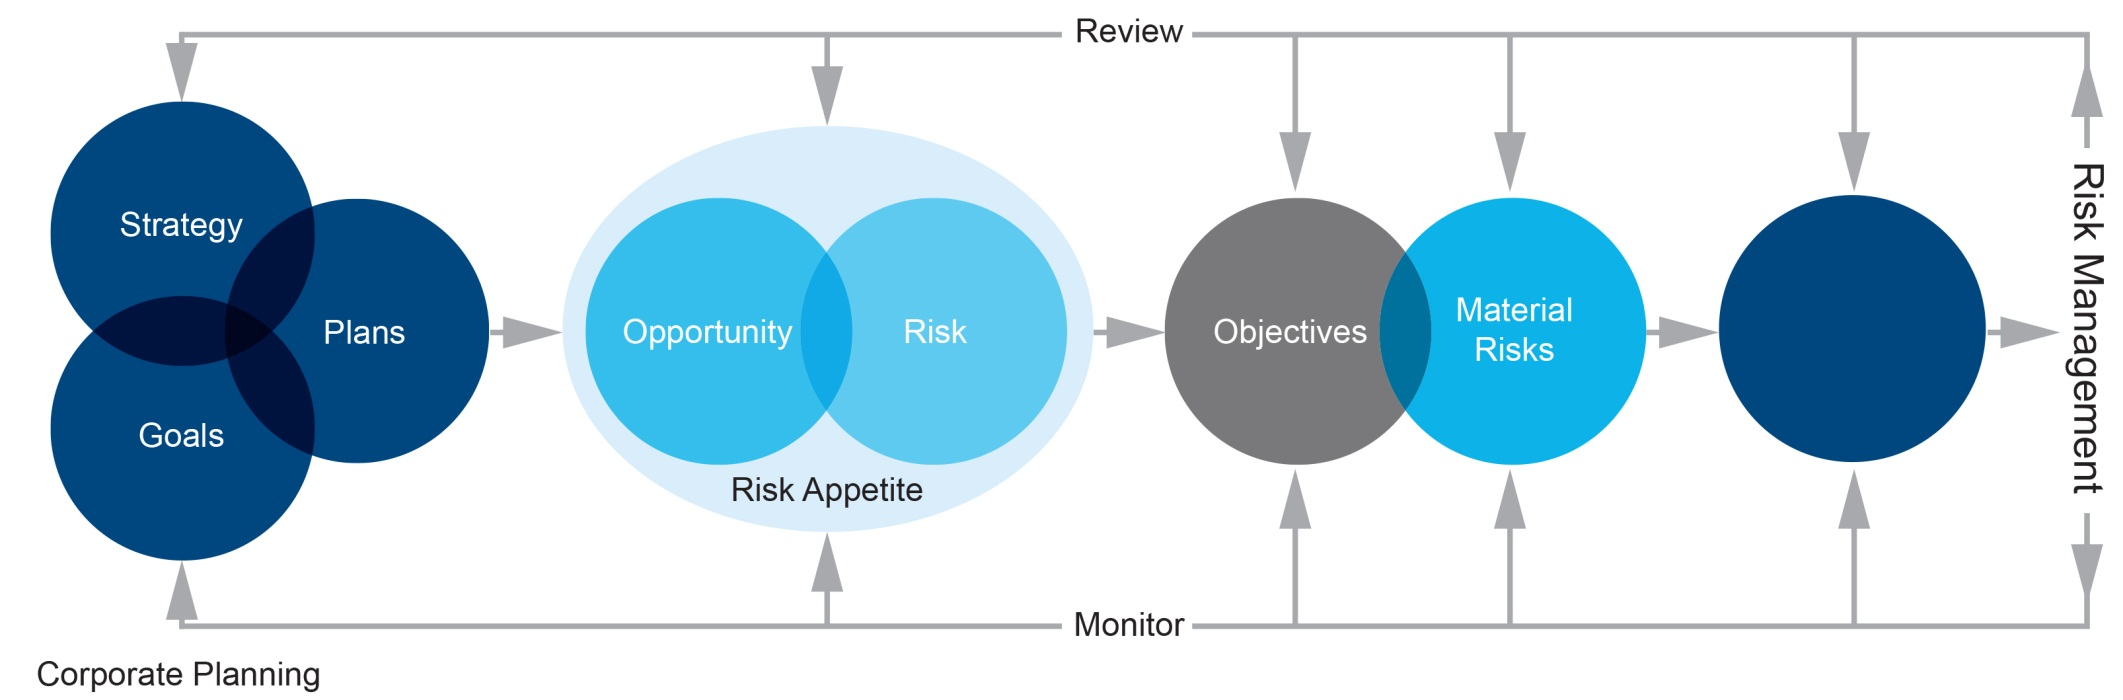 Review
Strategy
Plans
Goals
Opportunity
Risk
Risk Appetite
Objectives
Material
Risks
Risk Management
Monitor
Corporate Planning